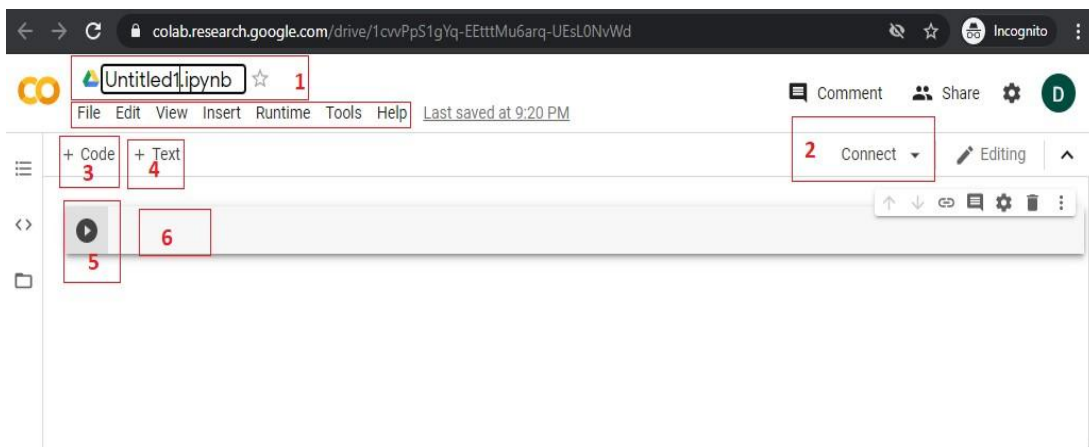 colab.research.google.com/drive/1cvvPpS1gYq-EEtttMu6arq-UEsL0NvWd Incognito
Untitled1.ipynb 1
Comment Share D
File Edit View Insert Runtime Tools Help Last saved at 9:20 PM
+ Code + Text 2 Connect Editing
3 4
6
5